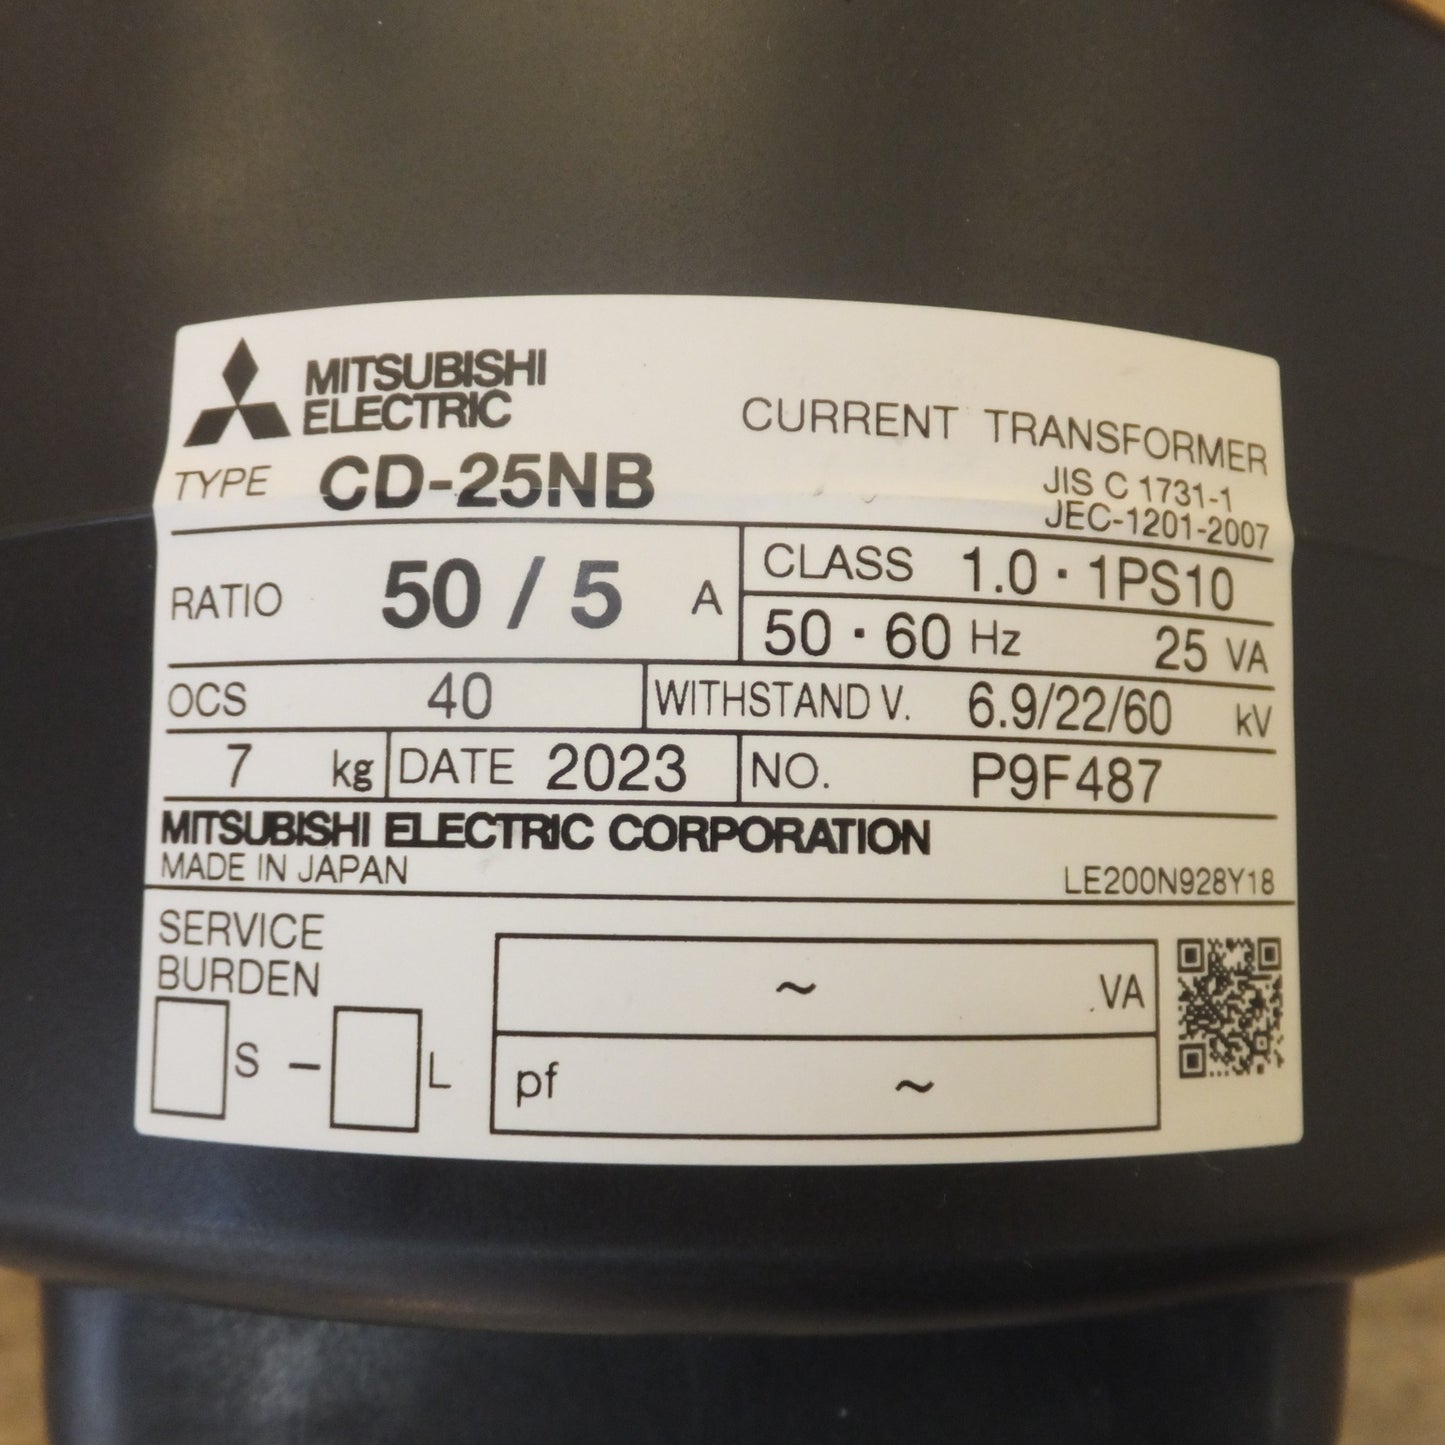 MITSUBISHI
ELECTRIC
CURRENT TRANSFORMER
TYPE CD-25NB
JIS C 1731-1
JEC-1201-2007
RATIO 50 / 5 A
CLASS 1.0・1PS10
50・60 Hz 25 VA
OCS 40
WITHSTAND V. 6.9/22/60 kV
7 kg
DATE 2023
NO. P9F487
MITSUBISHI ELECTRIC CORPORATION
MADE IN JAPAN
LE200N928Y18
SERVICE
BURDEN
S - L
~ VA
pf ~